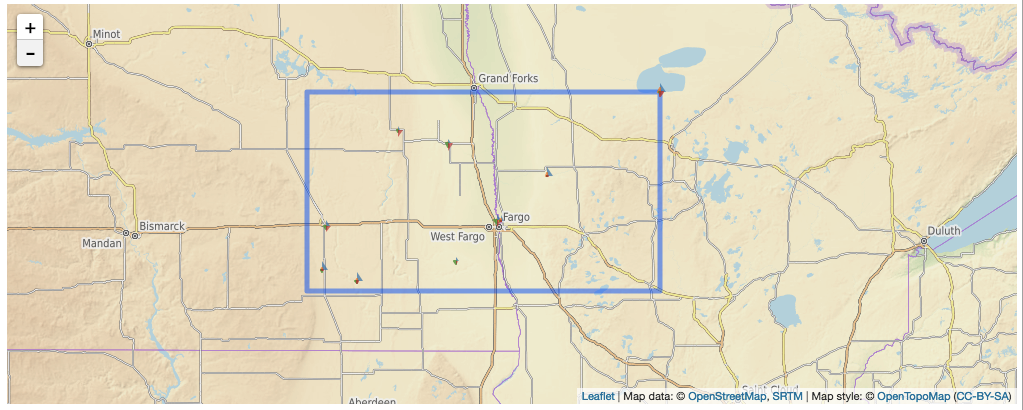 +
−
Minot
Grand Forks
Fargo
Bismarck
West Fargo
Mandan
Duluth
Saint Cloud
Aberdeen
Leaflet | Map data: © OpenStreetMap, SRTM | Map style: © OpenTopoMap (CC-BY-SA)